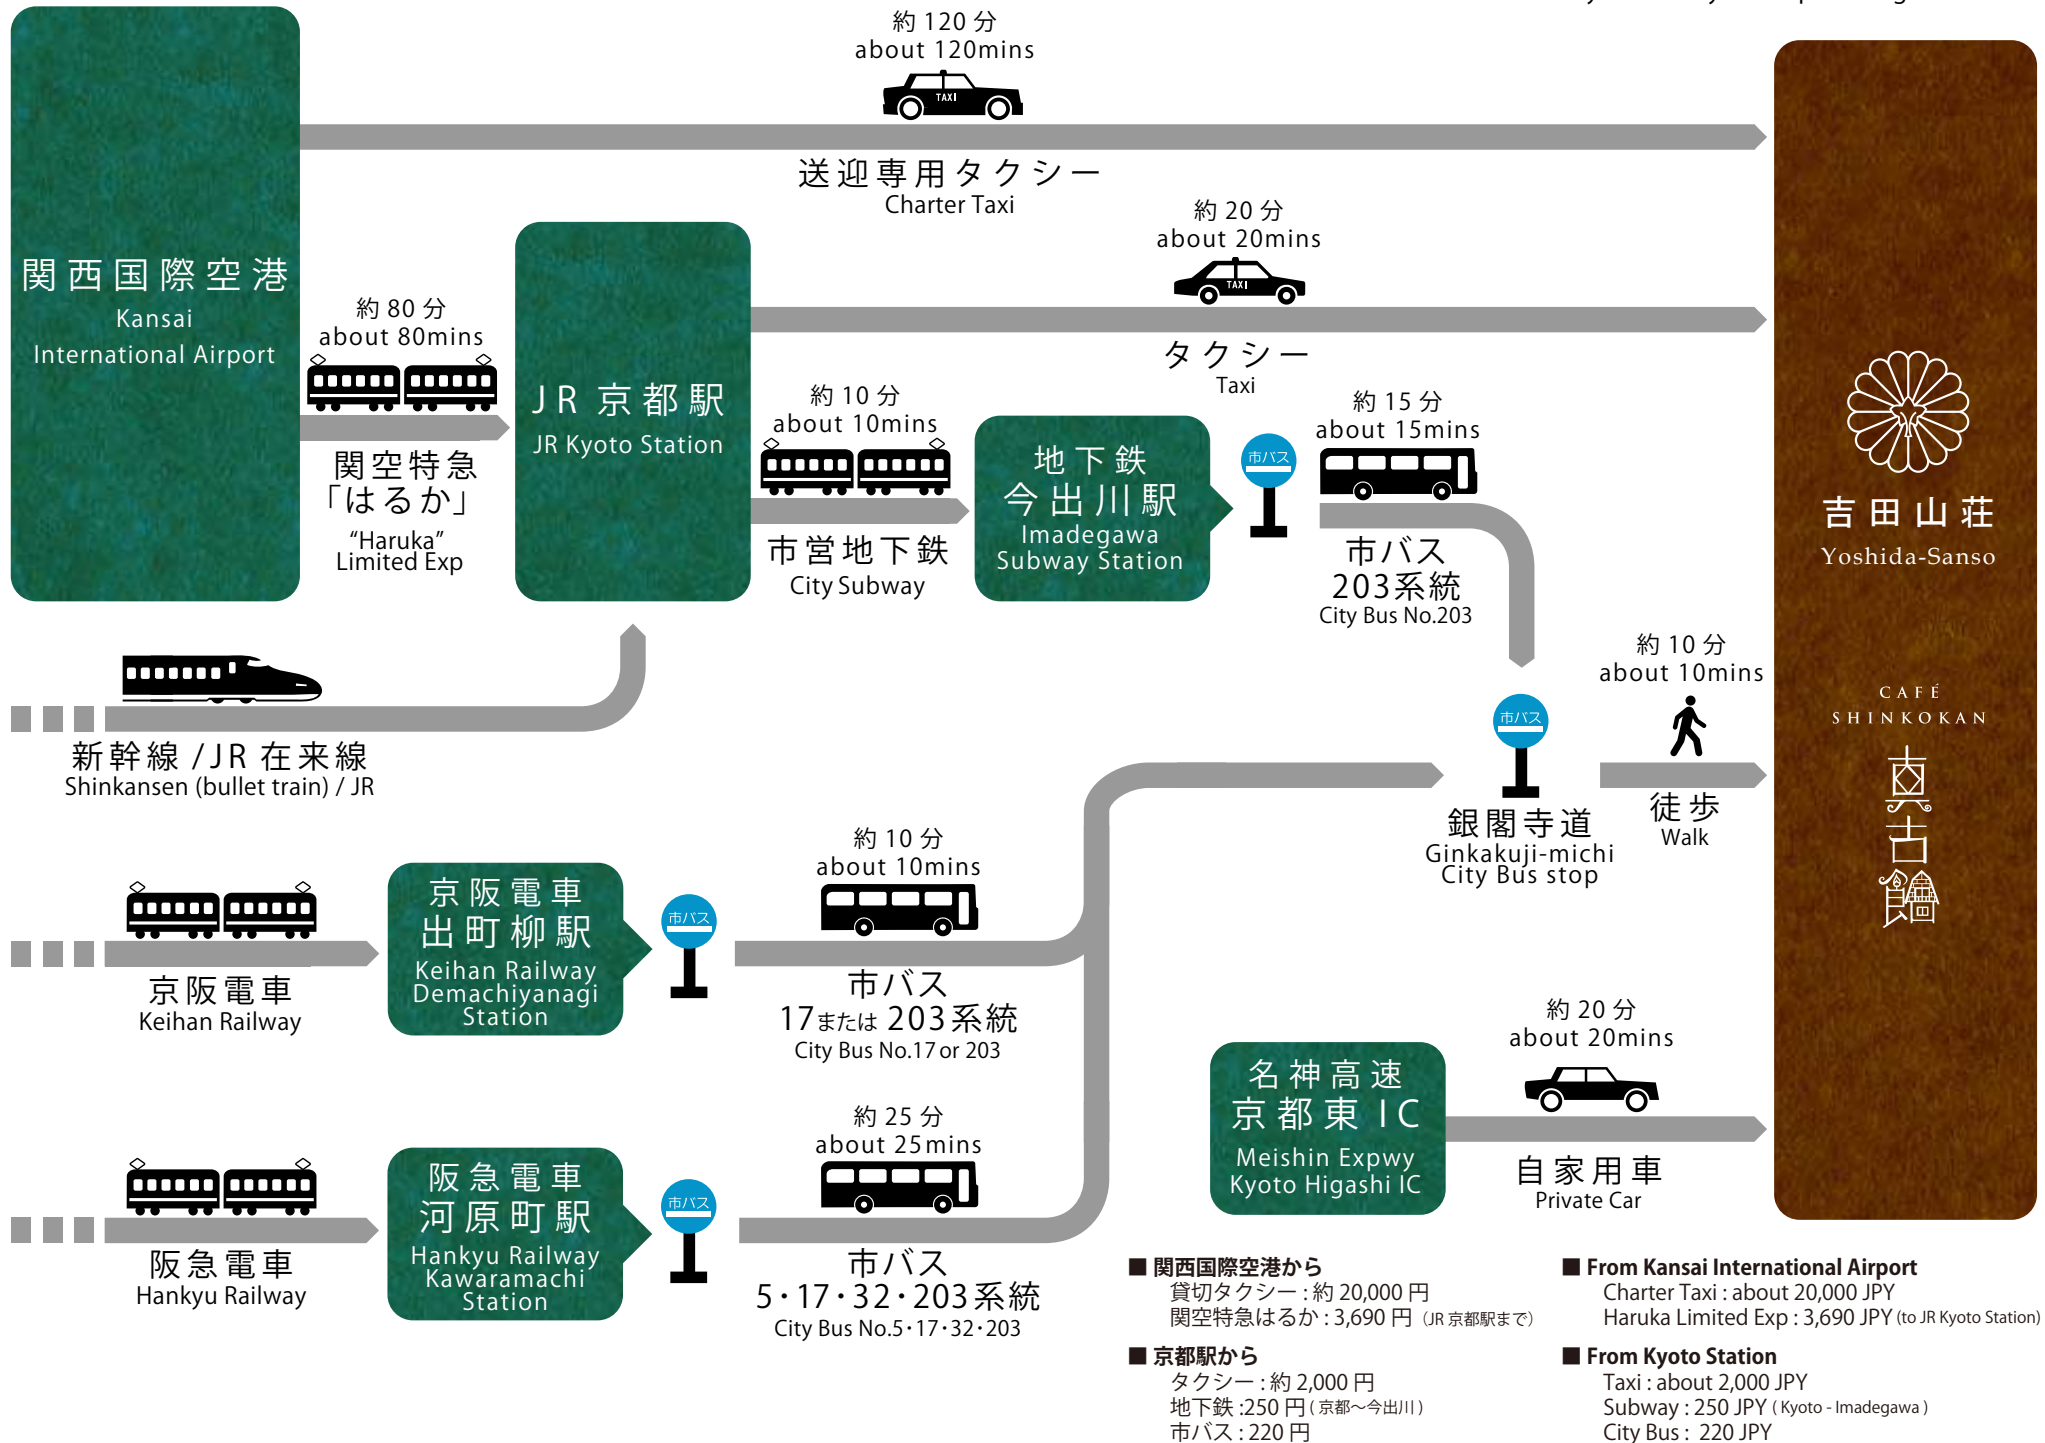 約 120 分
about 120mins
TAXI
送迎専用タクシー
Charter Taxi
関西国際空港
Kansai
International Airport
約 80 分
about 80mins
関空特急
「はるか」
“Haruka”
Limited Exp
JR 京都駅
JR Kyoto Station
約 20 分
about 20mins
TAXI
タクシー
Taxi
約 10 分
about 10mins
市営地下鉄
City Subway
地下鉄
今出川駅
Imadegawa
Subway Station
市バス
約 15 分
about 15mins
市バス
203系統
City Bus No.203
吉田山荘
Yoshida-Sanso
CAFÉ
SHINKOKAN
真古館
新幹線 /JR 在来線
Shinkansen (bullet train) / JR
市バス
銀閣寺道
Ginkakuji-michi
City Bus stop
約 10 分
about 10mins
徒歩
Walk
京阪電車
Keihan Railway
京阪電車
出町柳駅
Keihan Railway
Demachiyanagi
Station
市バス
約 10 分
about 10mins
市バス
17または 203系統
City Bus No.17 or 203
阪急電車
Hankyu Railway
阪急電車
河原町駅
Hankyu Railway
Kawaramachi
Station
市バス
約 25 分
about 25mins
市バス
5・17・32・203系統
City Bus No.5・17・32・203
名神高速
京都東 IC
Meishin Expwy
Kyoto Higashi IC
約 20 分
about 20mins
自家用車
Private Car
■ 関西国際空港から
貸切タクシー : 約 20,000 円
関空特急はるか : 3,690 円（JR 京都駅まで）
■ 京都駅から
タクシー : 約 2,000 円
地下鉄 :250 円 ( 京都～今出川 )
市バス : 220 円
■ From Kansai International Airport
Charter Taxi : about 20,000 JPY
Haruka Limited Exp : 3,690 JPY (to JR Kyoto Station)
■ From Kyoto Station
Taxi : about 2,000 JPY
Subway : 250 JPY ( Kyoto - Imadegawa )
City Bus : 220 JPY